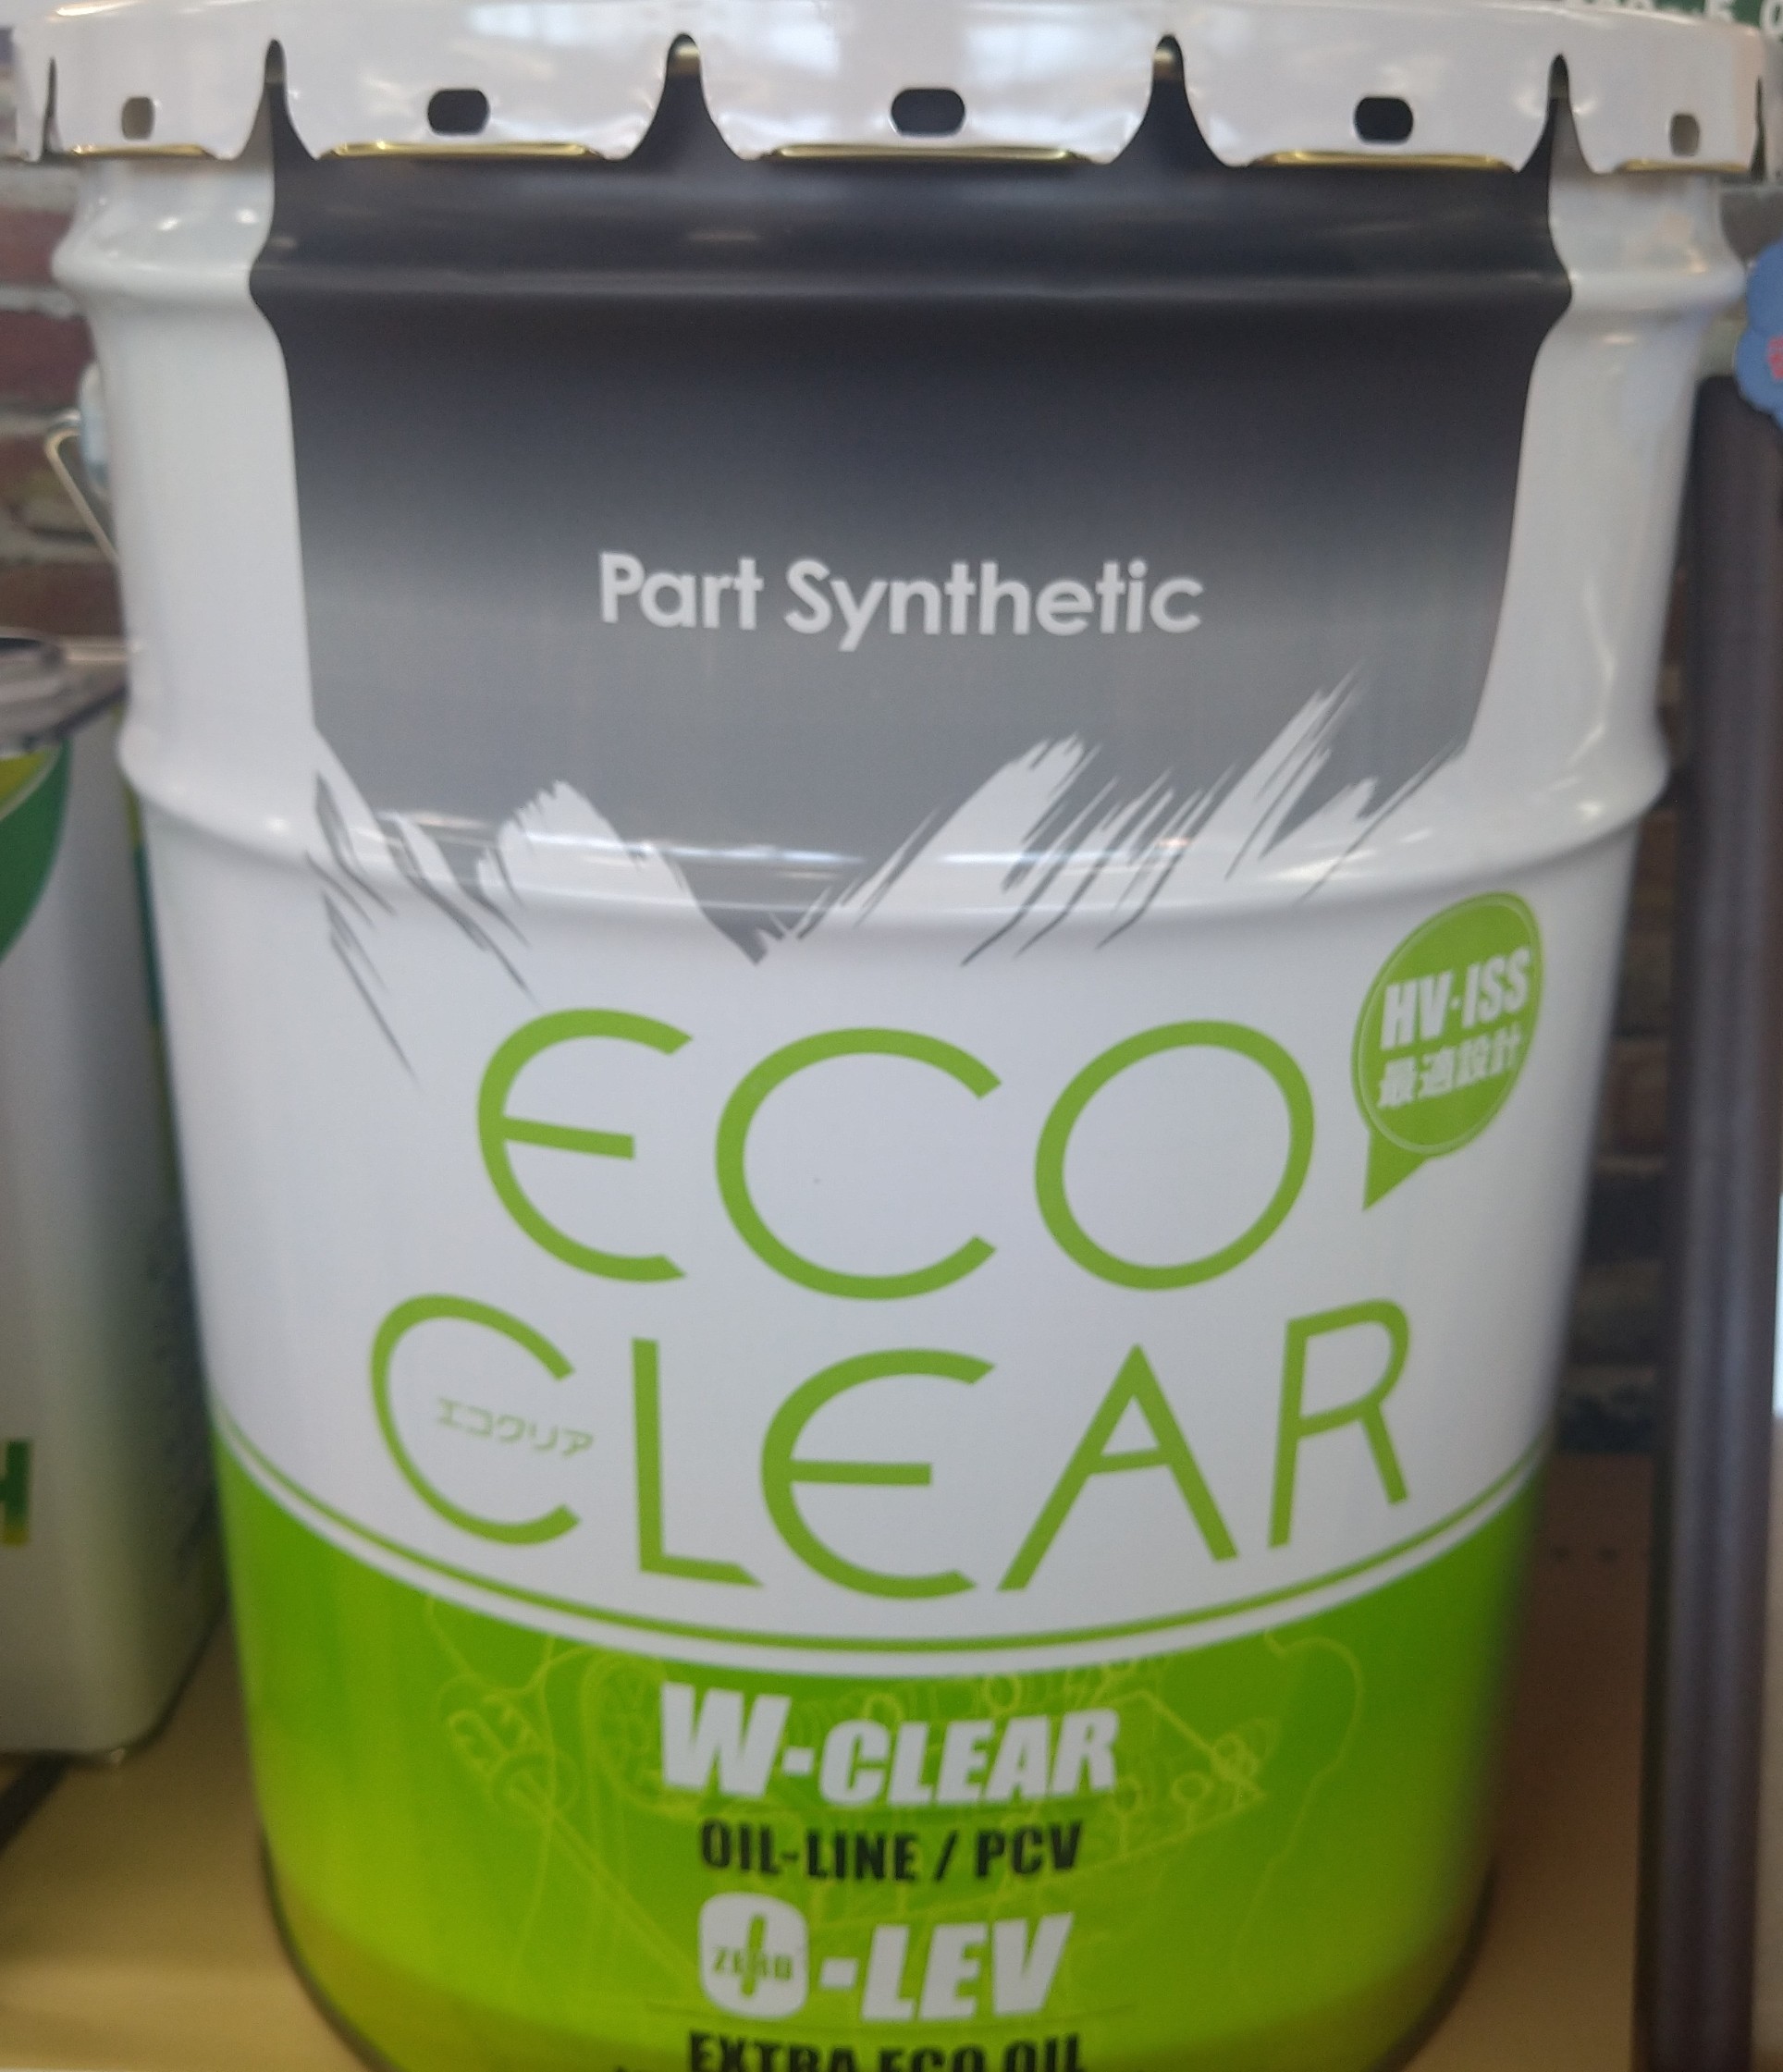 Part Synthetic
HV・ISS
最適設計
ECO
CLEAR
エコクリア
W-CLEAR
OIL-LINE / PCV
0-LEV
ZERO
EXTRA ECO OIL